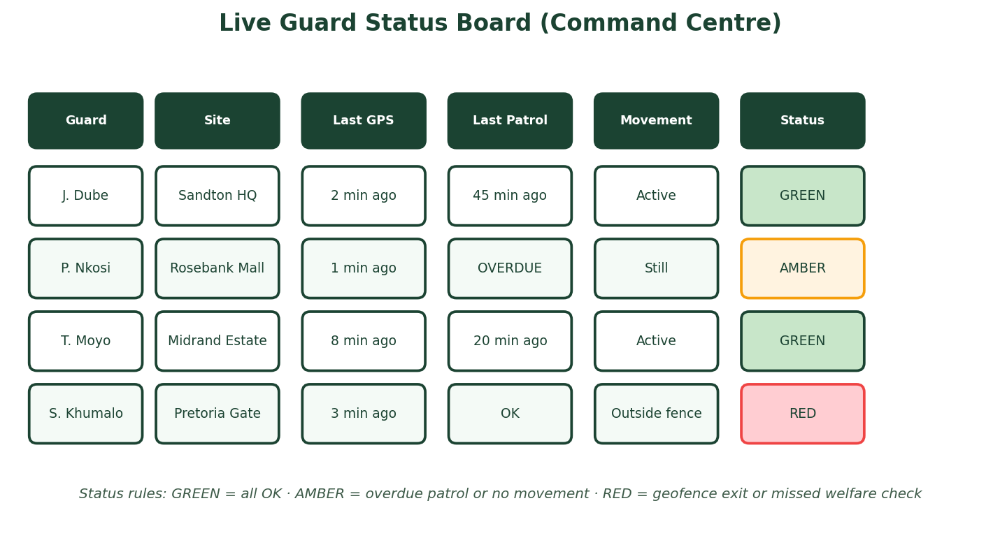 Live Guard Status Board (Command Centre)
Guard Site Last GPS Last Patrol Movement Status
J. Dube Sandton HQ 2 min ago 45 min ago Active GREEN
P. Nkosi Rosebank Mall 1 min ago OVERDUE Still AMBER
T. Moyo Midrand Estate 8 min ago 20 min ago Active GREEN
S. Khumalo Pretoria Gate 3 min ago OK Outside fence RED
Status rules: GREEN = all OK · AMBER = overdue patrol or no movement · RED = geofence exit or missed welfare check